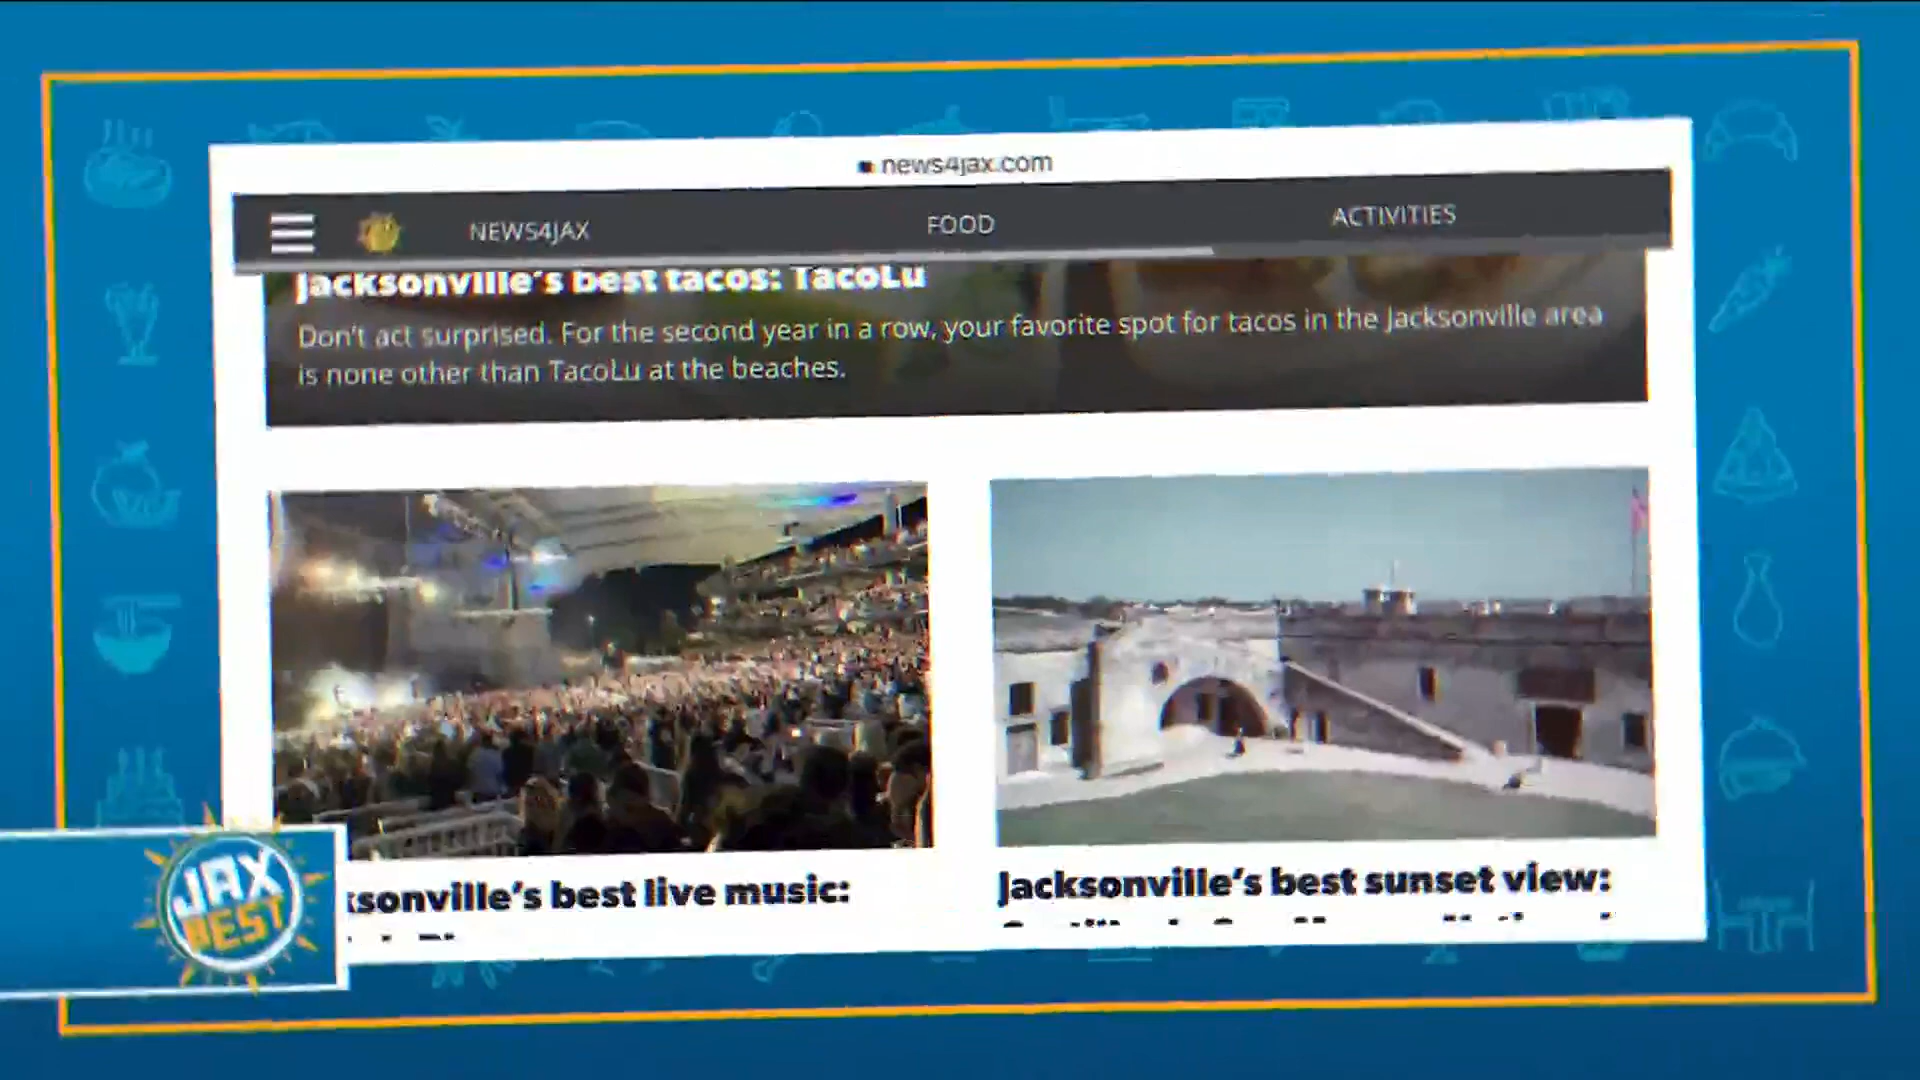 news4jax.com
NEWS4JAX
FOOD
ACTIVITIES
Jacksonville's best tacos: TacoLu
Don't act surprised. For the second year in a row, your favorite spot for tacos in the Jacksonville area
is none other than TacoLu at the beaches.
ksonville's best live music:
Jacksonville's best sunset view:
JAX
BEST